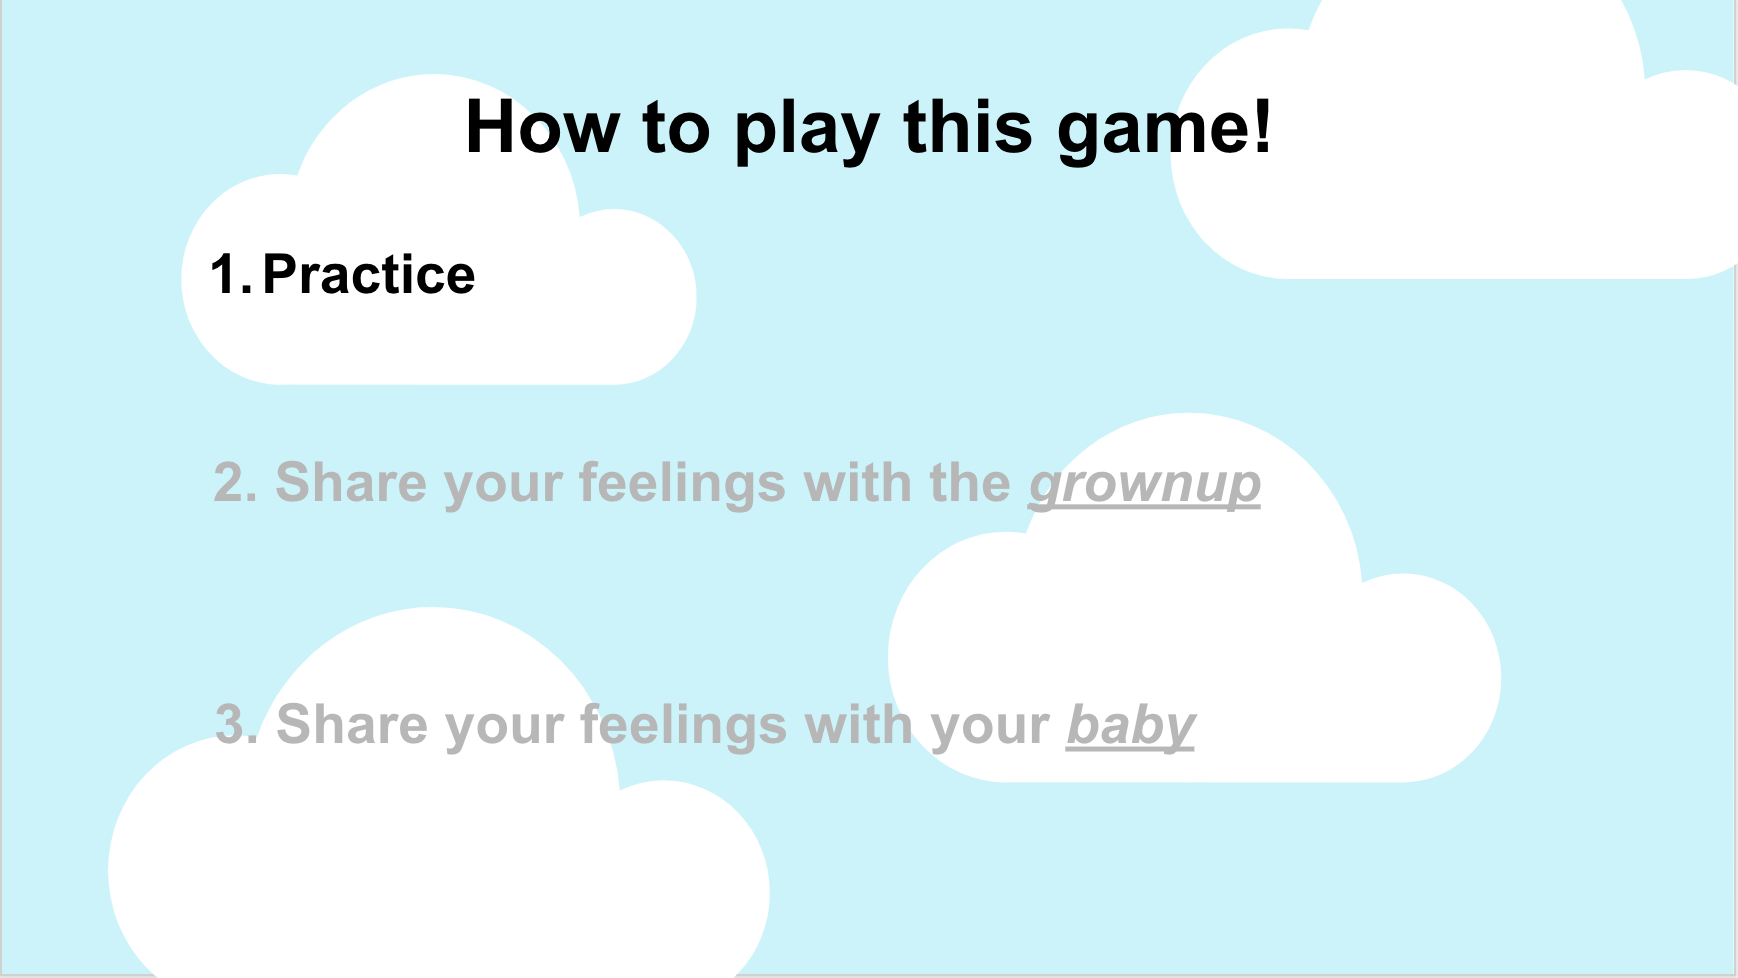 How to play this game!
1. Practice
2. Share your feelings with the grownup
3. Share your feelings with your baby